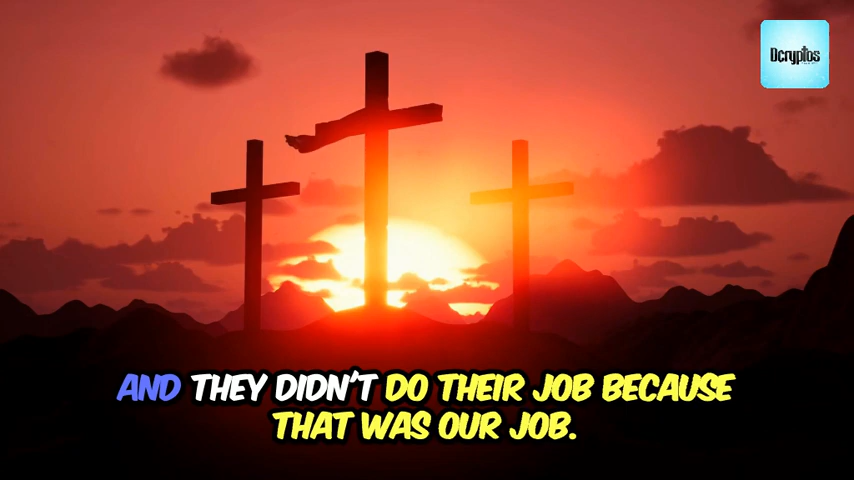 Dcryptos
AND THEY DIDN'T DO THEIR JOB BECAUSE
THAT WAS OUR JOB.